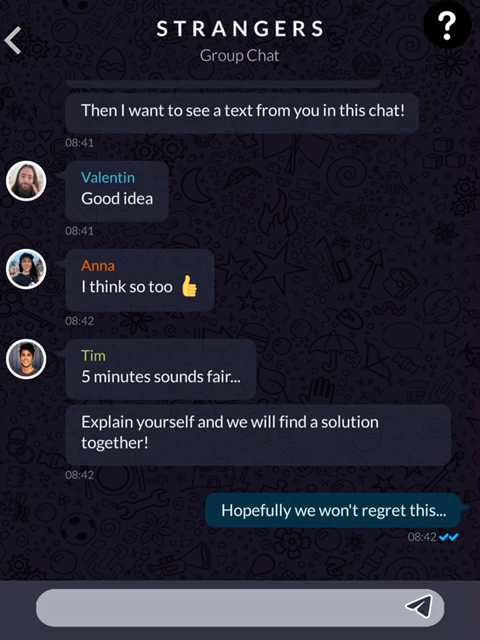 STRANGERS
?
Group Chat
Then I want to see a text from you in this chat!
08:41
Valentin
Good idea
08:41
Anna
I think so too 👍
08:42
Tim
5 minutes sounds fair...
Explain yourself and we will find a solution
together!
08:42
Hopefully we won't regret this...
08:42